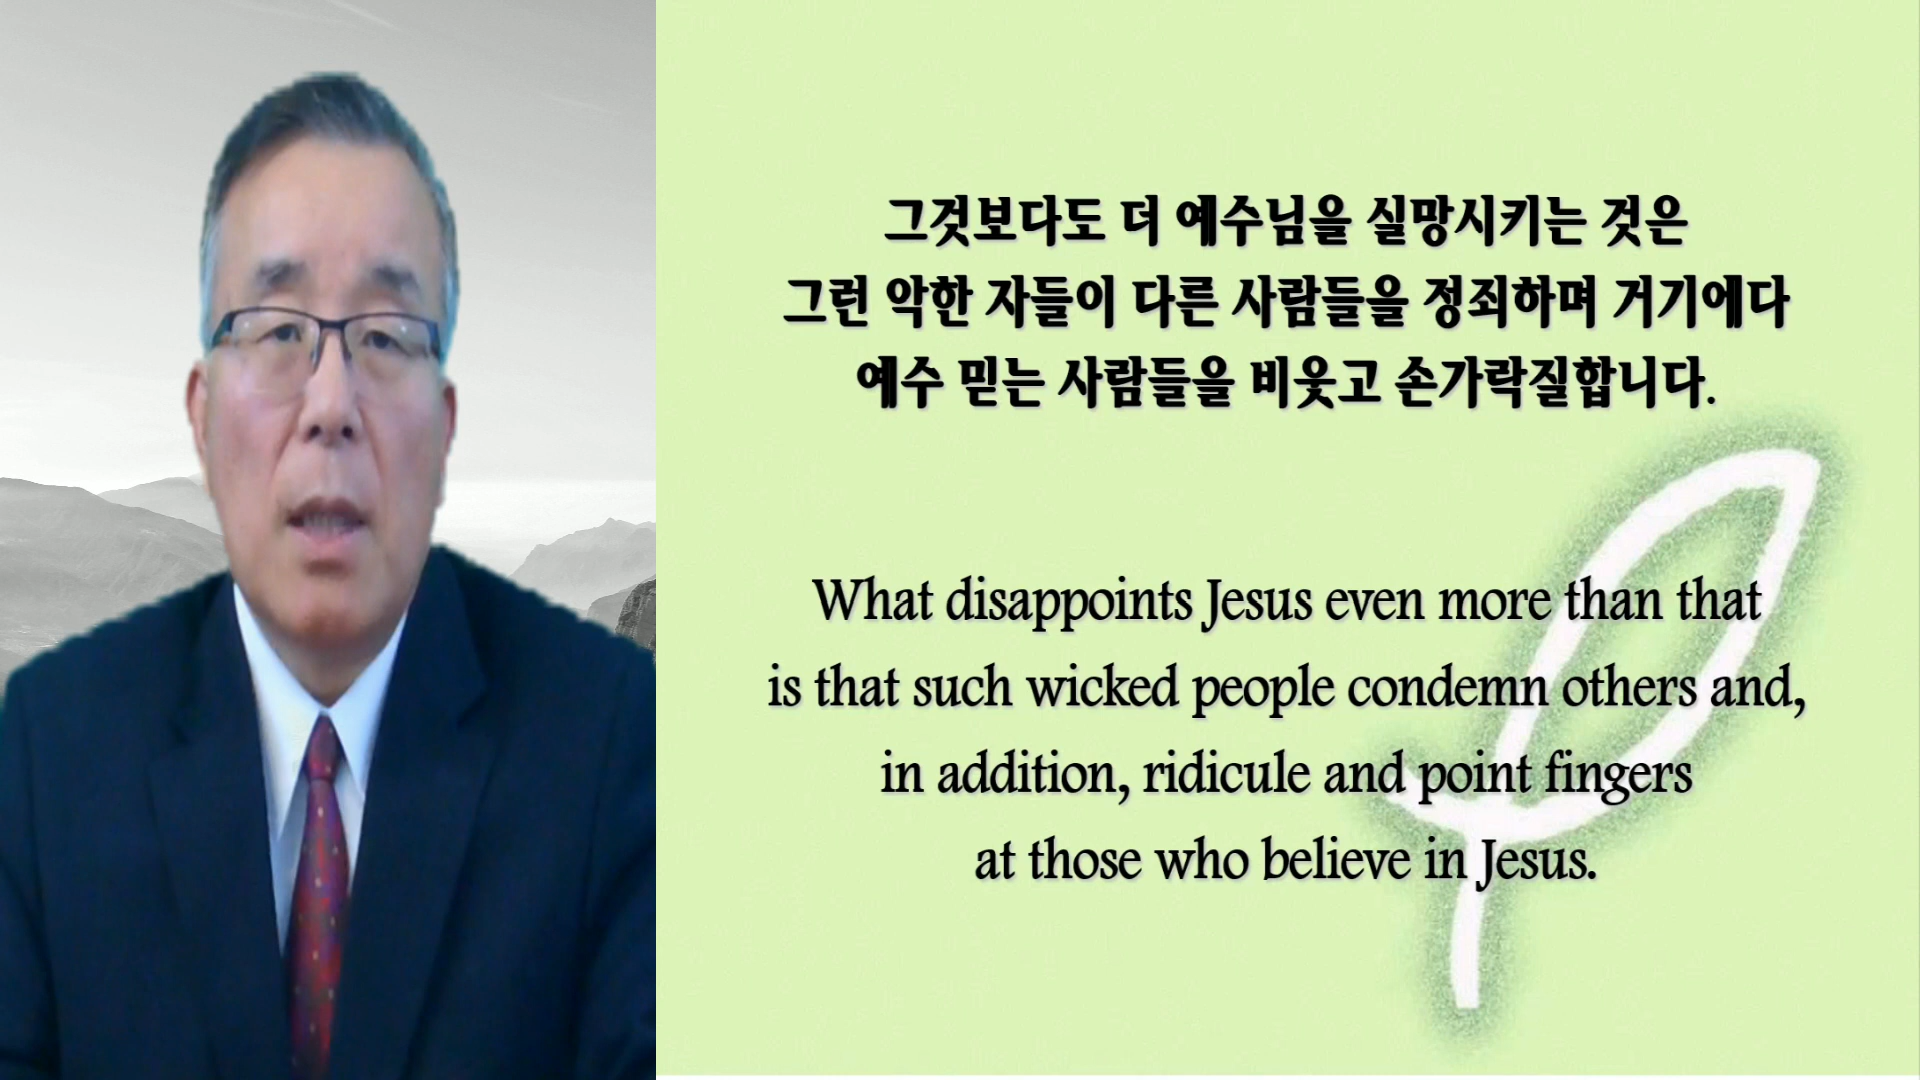 그것보다도 더 예수님을 실망시키는 것은
그런 악한 자들이 다른 사람들을 정죄하며 거기에다
예수 믿는 사람들을 비웃고 손가락질합니다.
What disappoints Jesus even more than that
is that such wicked people condemn others and,
in addition, ridicule and point fingers
at those who believe in Jesus.